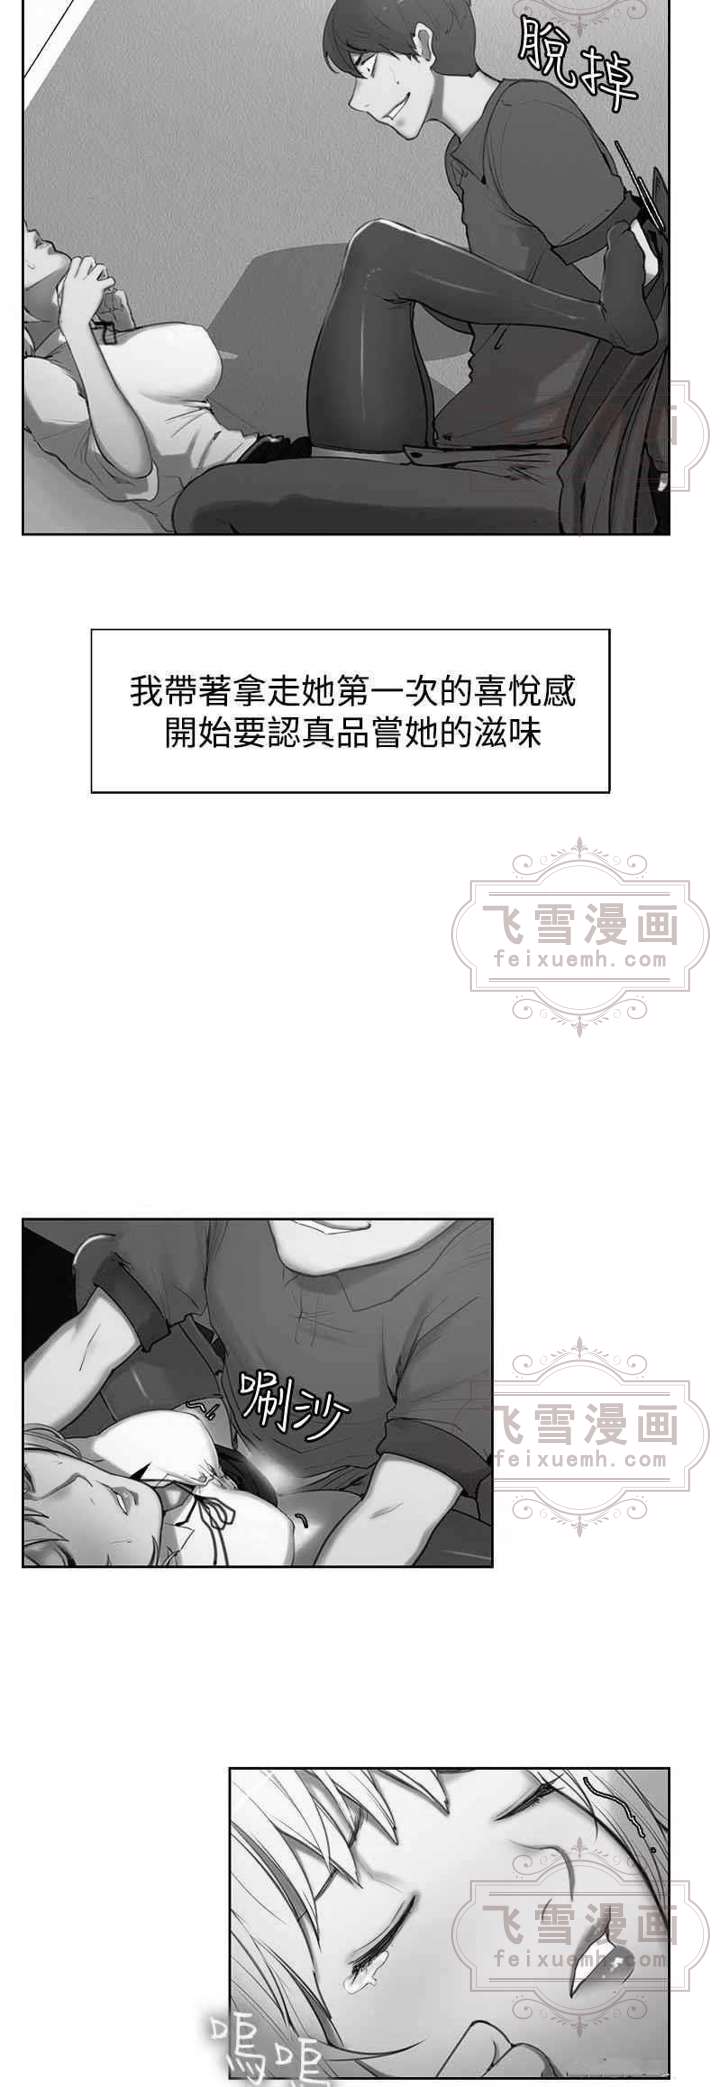 脫掉
我帶著拿走她第一次的喜悅感
開始要認真品嘗她的滋味
飞雪漫画
feixuemh.com
唰沙
飞雪漫画
feixuemh.com
飞雪漫画
feixuemh.com
嗚嗚